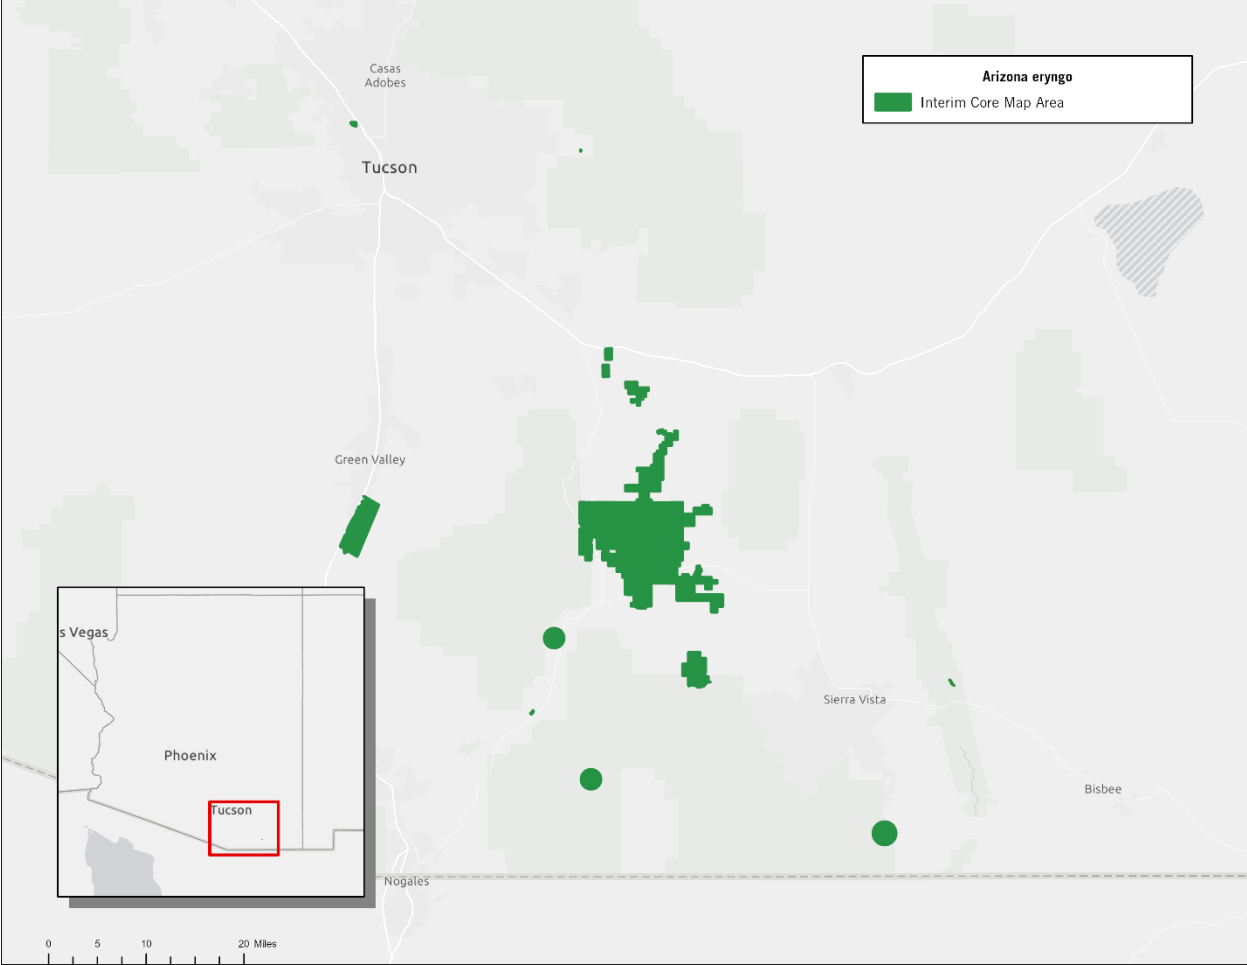 Casas
Adobes
Arizona eryngo
Interim Core Map Area
Tucson
Green Valley
s Vegas
Phoenix
Tucson
Sierra Vista
Bisbee
Nogales
0 5 10 20 Miles